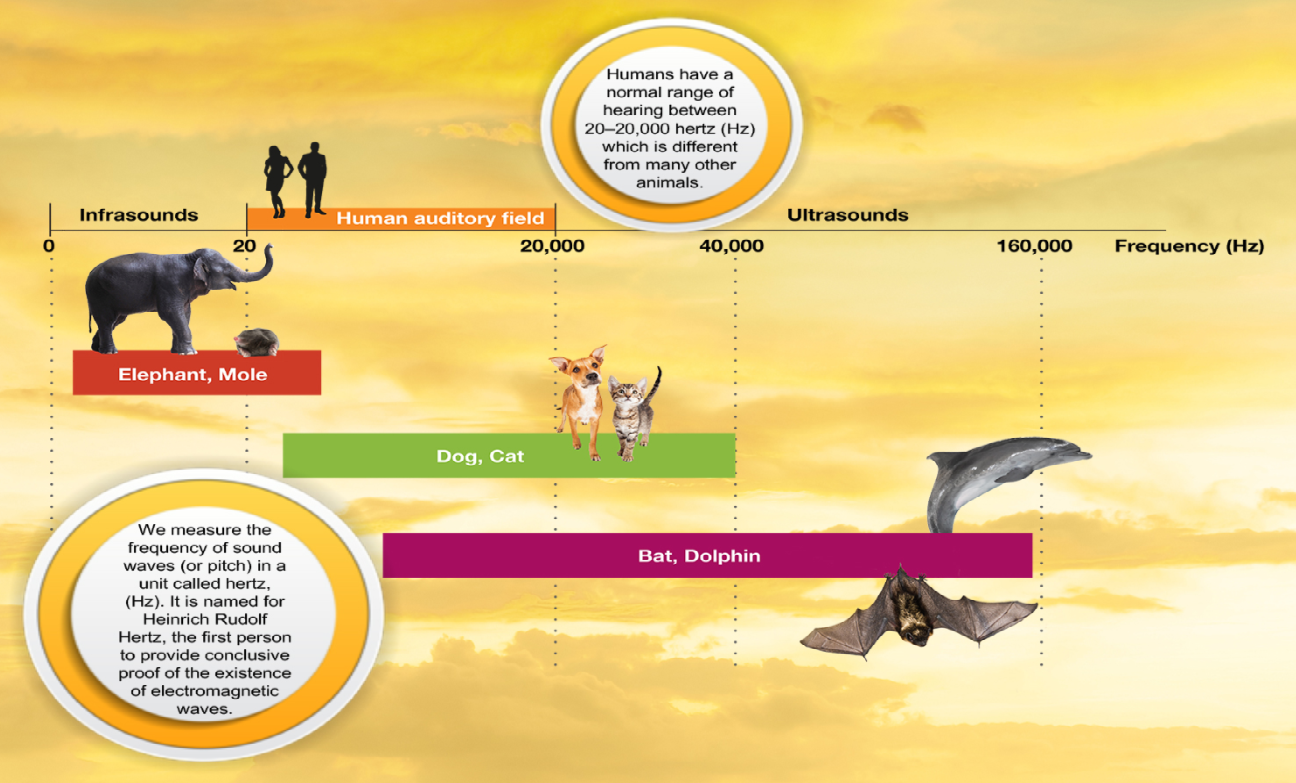 Humans have a
normal range of
hearing between
20–20,000 hertz (Hz)
which is different
from many other
animals.
Infrasounds
Human auditory field
Ultrasounds
0
20
20,000
40,000
160,000
Frequency (Hz)
Elephant, Mole
Dog, Cat
Bat, Dolphin
We measure the
frequency of sound
waves (or pitch) in a
unit called hertz,
(Hz). It is named for
Heinrich Rudolf
Hertz, the first person
to provide conclusive
proof of the existence
of electromagnetic
waves.